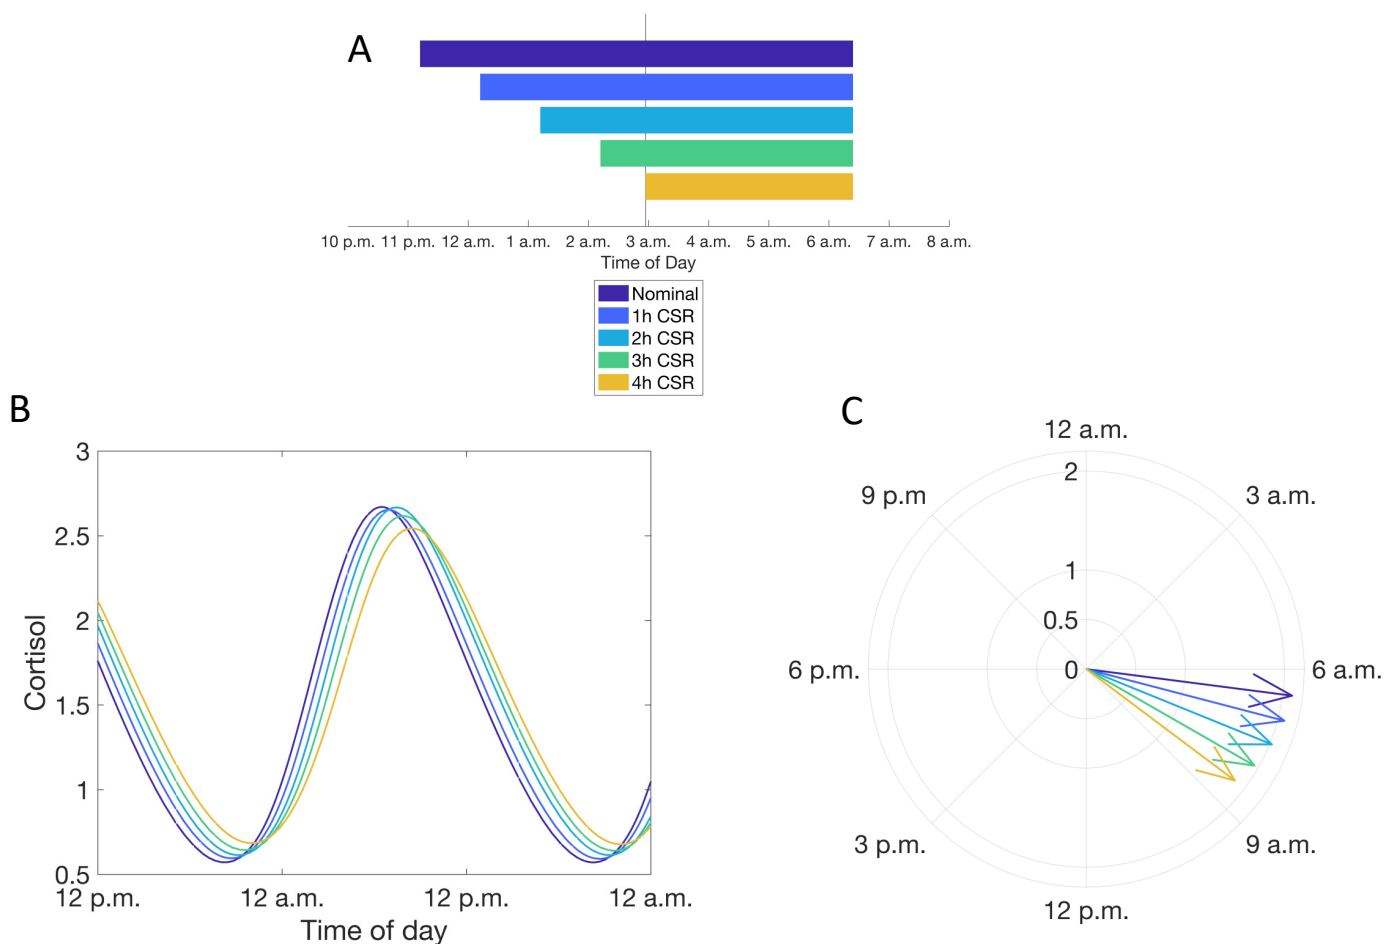 A
10 p.m. 11 p.m. 12 a.m. 1 a.m. 2 a.m. 3 a.m. 4 a.m. 5 a.m. 6 a.m. 7 a.m. 8 a.m.
Time of Day
Nominal
1h CSR
2h CSR
3h CSR
4h CSR
B
3
2.5
2
1.5
1
0.5
Cortisol
12 p.m. 12 a.m. 12 p.m. 12 a.m.
Time of day
C
12 a.m.
2
9 p.m
3 a.m.
1
0.5
6 p.m.
0
6 a.m.
3 p.m.
9 a.m.
12 p.m.